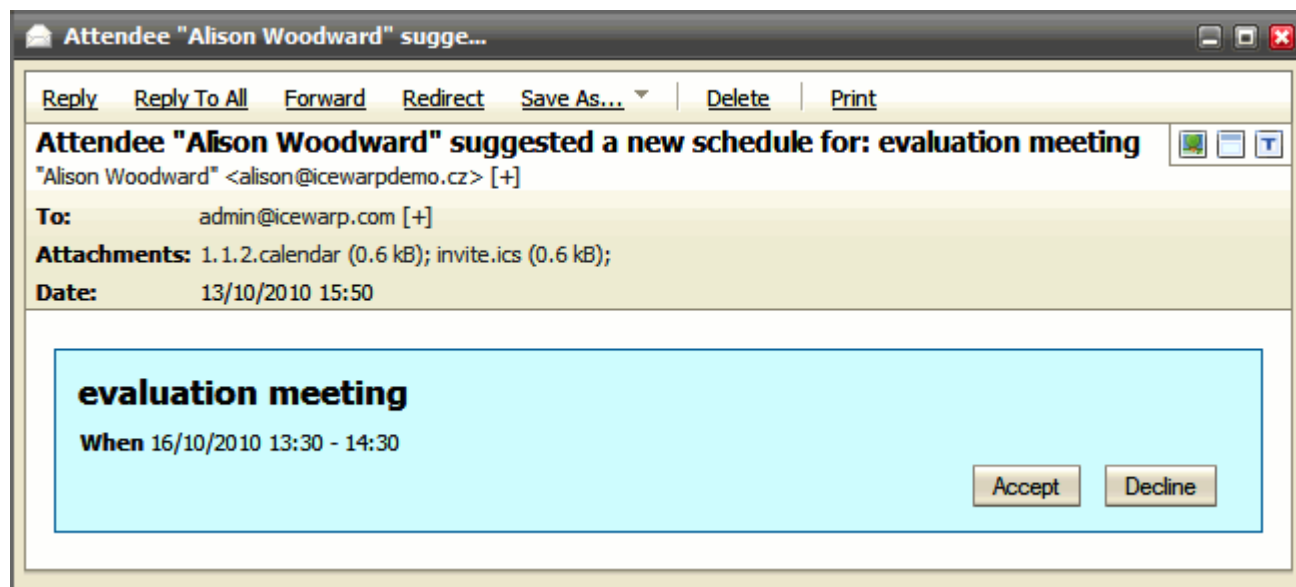 Attendee "Alison Woodward" sugge...
Reply Reply To All Forward Redirect Save As... Delete Print
Attendee "Alison Woodward" suggested a new schedule for: evaluation meeting
T
"Alison Woodward" <alison@icewarpdemo.cz> [+]
To: admin@icewarp.com [+]
Attachments: 1.1.2.calendar (0.6 kB); invite.ics (0.6 kB);
Date: 13/10/2010 15:50
evaluation meeting
When 16/10/2010 13:30 - 14:30
Accept Decline